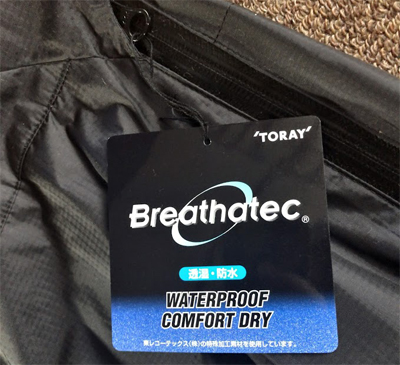 'TORAY'
Breathatec®
透湿・防水
WATERPROOF
COMFORT DRY
東レコーテックス(株)の特殊加工素材を使用しています。